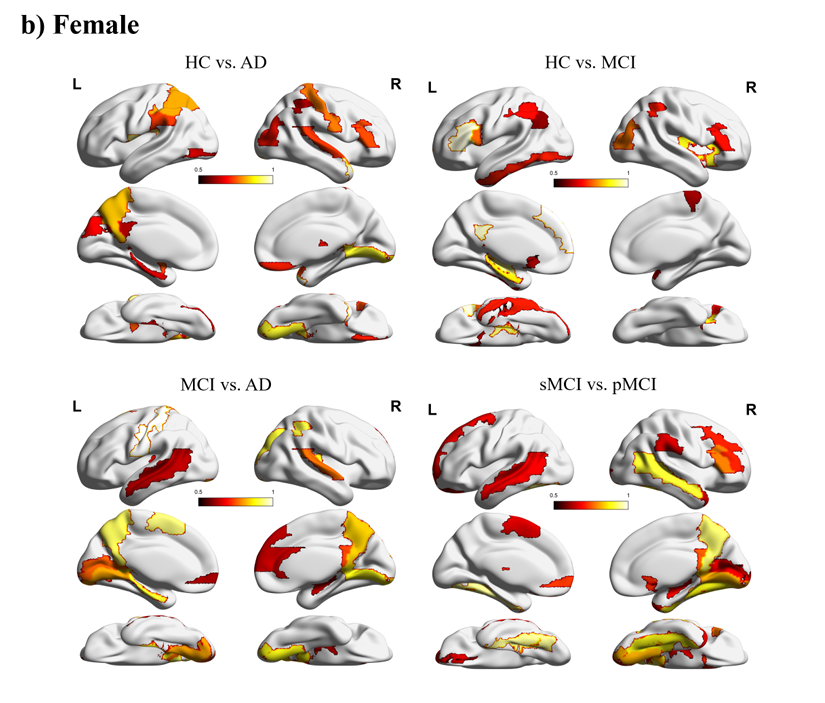 b) Female
HC vs. AD
HC vs. MCI
L
R
L
R
0.5
1
0.5
1
MCI vs. AD
sMCI vs. pMCI
L
R
L
R
0.5
1
0.5
1